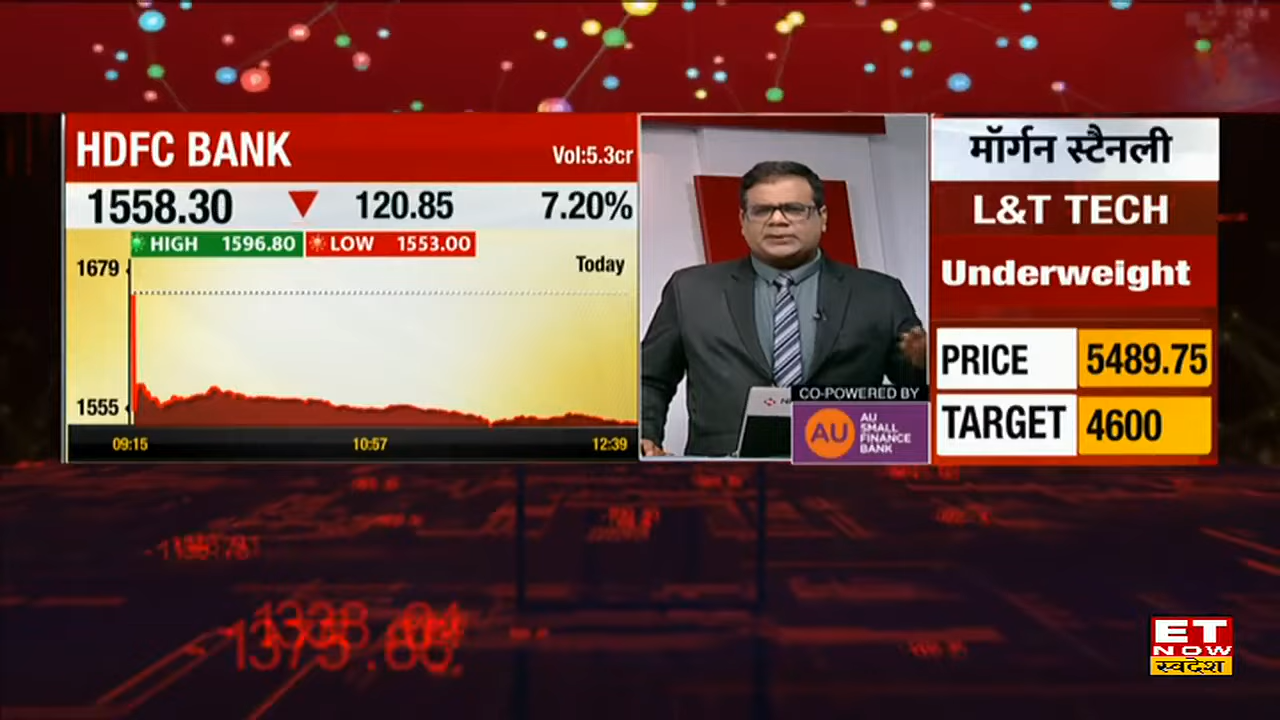 HDFC BANK
Vol:5.3cr
1558.30 120.85 7.20%
HIGH 1596.80 LOW 1553.00
Today
1679
1555
09:15 10:57 12:39
CO-POWERED BY
AU
AU
SMALL
FINANCE
BANK
मॉर्गन स्टैनली
L&T TECH
Underweight
PRICE 5489.75
TARGET 4600
ET
NOW
स्वदेश